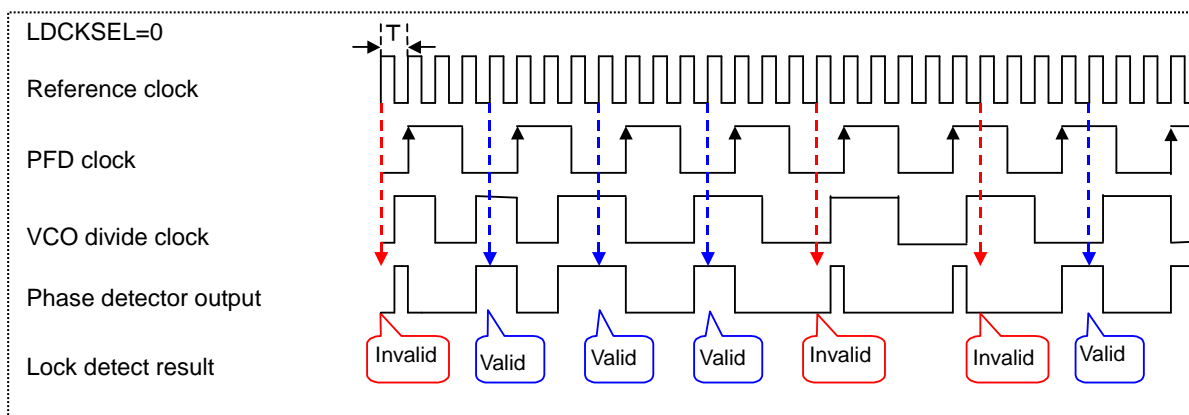 LDCKSEL=0
T
Reference clock
PFD clock
VCO divide clock
Phase detector output
Lock detect result
Invalid
Valid
Valid
Valid
Invalid
Invalid
Valid